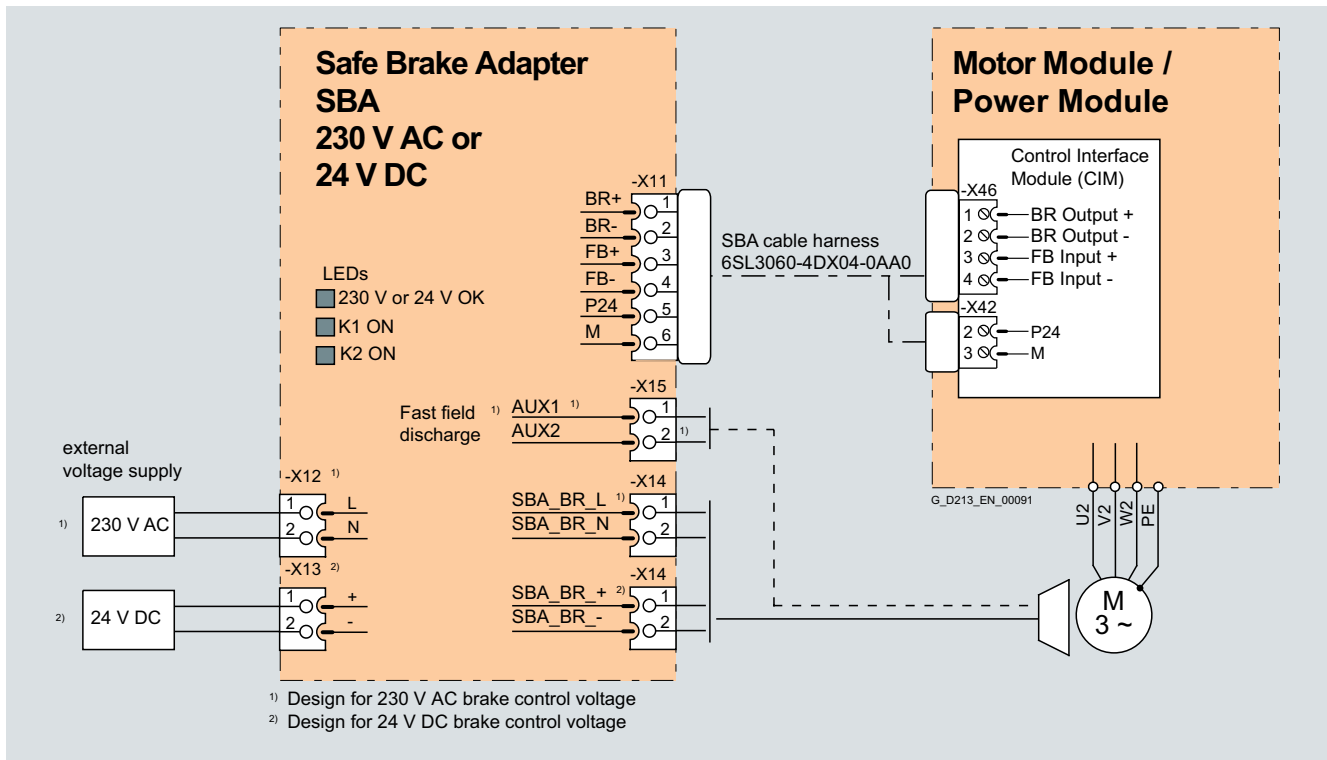 Safe Brake Adapter
SBA
230 V AC or
24 V DC
LEDs
230 V or 24 V OK
K1 ON
K2 ON
-X11
BR+ 1
BR- 2
FB+ 3
FB- 4
P24 5
M 6
SBA cable harness
6SL3060-4DX04-0AA0
Motor Module /
Power Module
Control Interface
Module (CIM)
-X46
1 BR Output +
2 BR Output -
3 FB Input +
4 FB Input -
-X42
2 P24
3 M
-X15
Fast field 1) AUX1 1) 1
discharge AUX2 2 1)
external
voltage supply
-X12 1)
1) 230 V AC
1 L
2 N
-X14
SBA_BR_L 1) 1
SBA_BR_N 2
-X13 2)
2) 24 V DC
1 +
2 -
-X14
SBA_BR_+ 2) 1
SBA_BR_- 2
G_D213_EN_00091
U2
V2
W2
PE
M
3 ~
1) Design for 230 V AC brake control voltage
2) Design for 24 V DC brake control voltage